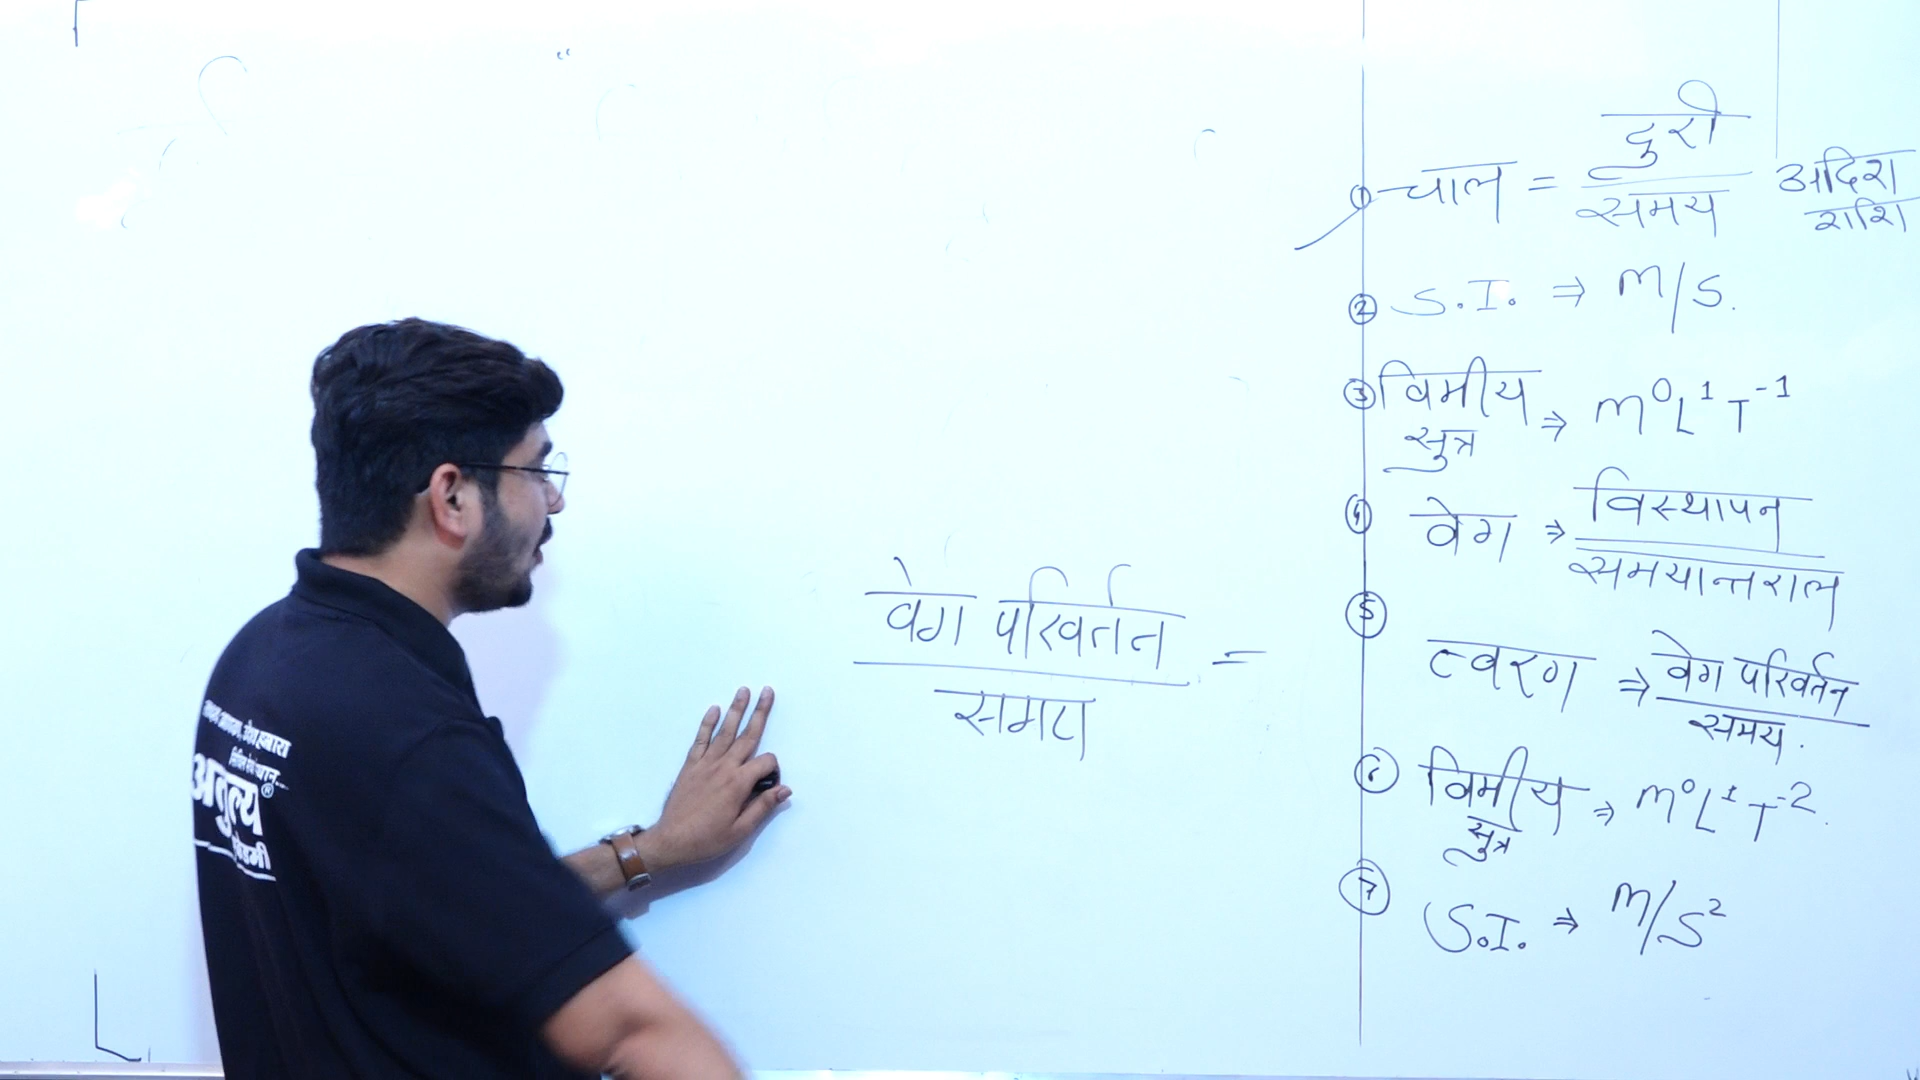 ① चाल = दुरी / समय अदिश राशि
② S.I. ⇒ m/s.
③ विमीय सुत्र ⇒ m⁰L¹T⁻¹
④ वेग ⇒ विस्थापन / समयान्तराल
⑤ त्वरण ⇒ वेग परिवर्तन / समय.
⑥ विमीय सुत्र ⇒ m⁰L¹T⁻².
⑦ S.I. ⇒ m/s²
वेग परिवर्तन / समय =
अतुल्य®